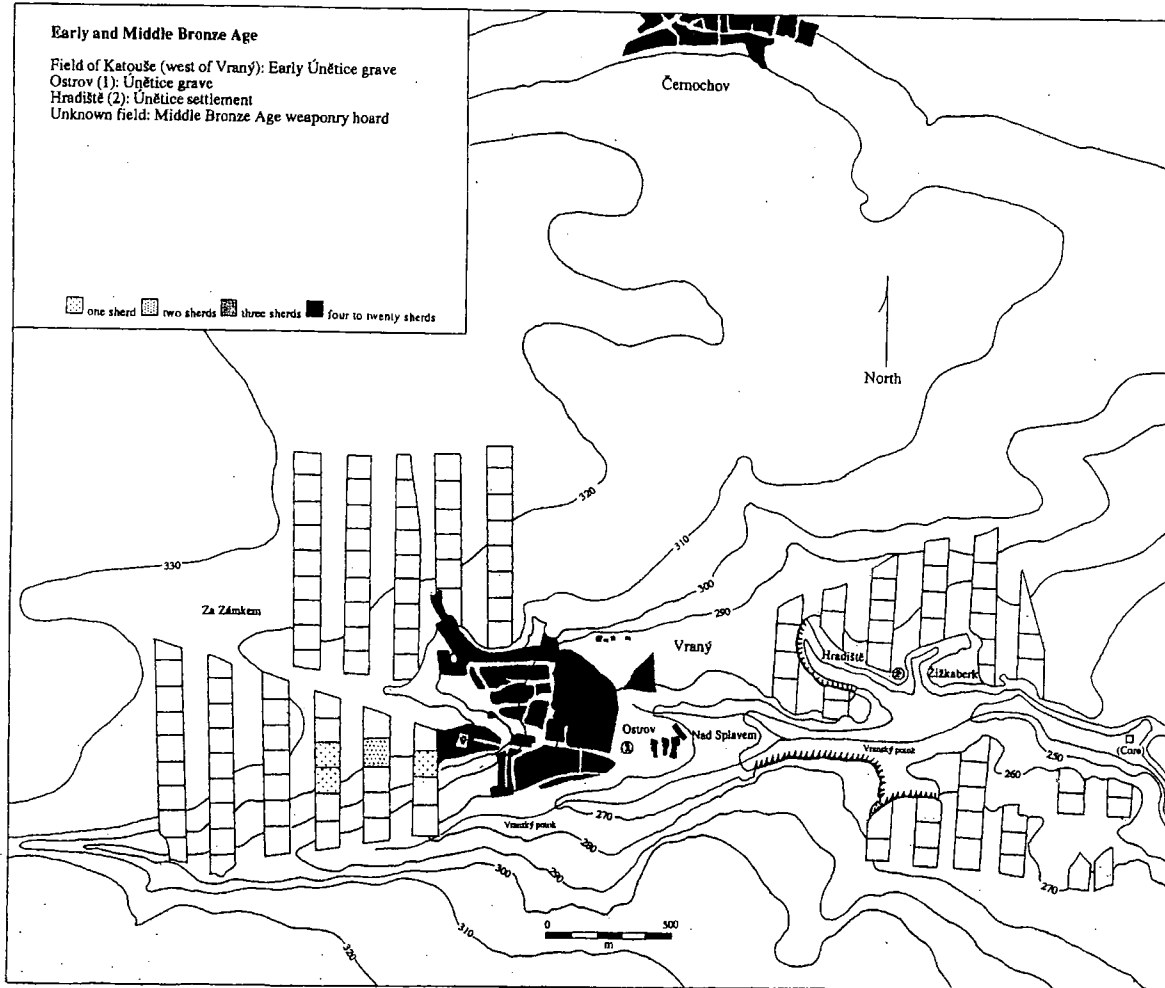 Early and Middle Bronze Age
Field of Katouše (west of Vraný): Early Únětice grave
Ostrov (1): Únětice grave
Hradiště (2): Únětice settlement
Unknown field: Middle Bronze Age weaponry hoard
one sherd two sherds three sherds four to twenty sherds
Černochov
North
320
310
330
300
290
Za Zámkem
Vraný
Hradiště
2
Žižkaberk
Ostrov
1
Nad Splavem
Vranský potok
(Core)
250
260
270
Vranský potok
280
290
300
270
310
320
0 500
m